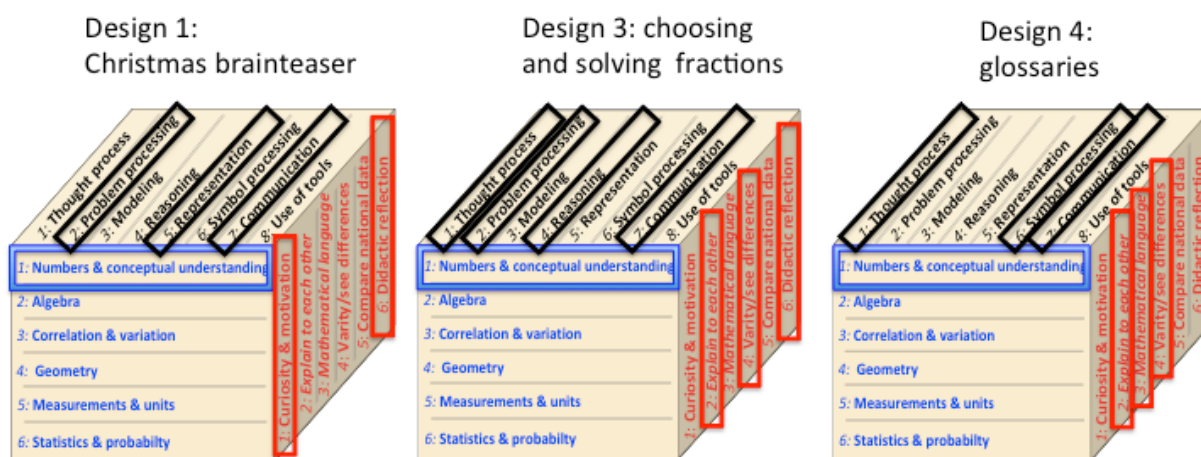 Design 1:
Christmas brainteaser
1: Thought process
2: Problem processing
3: Modeling
4: Reasoning
5: Representation
6: Symbol processing
7: Communication
8: Use of tools
1: Numbers & conceptual understanding
2: Algebra
3: Correlation & variation
4: Geometry
5: Measurements & units
6: Statistics & probabilty
1: Curiosity & motivation
2: Explain to each other
3: Mathematical language
4: Varity/see differences
5: Compare national data
6: Didactic reflection
Design 3: choosing
and solving fractions
1: Thought process
2: Problem processing
3: Modeling
4: Reasoning
5: Representation
6: Symbol processing
7: Communication
8: Use of tools
1: Numbers & conceptual understanding
2: Algebra
3: Correlation & variation
4: Geometry
5: Measurements & units
6: Statistics & probabilty
1: Curiosity & motivation
2: Explain to each other
3: Mathematical language
4: Varity/see differences
5: Compare national data
6: Didactic reflection
Design 4:
glossaries
1: Thought process
2: Problem processing
3: Modeling
4: Reasoning
5: Representation
6: Symbol processing
7: Communication
8: Use of tools
1: Numbers & conceptual understanding
2: Algebra
3: Correlation & variation
4: Geometry
5: Measurements & units
6: Statistics & probabilty
1: Curiosity & motivation
2: Explain to each other
3: Mathematical language
4: Varity/see differences
5: Compare national data
6: Didactic reflection